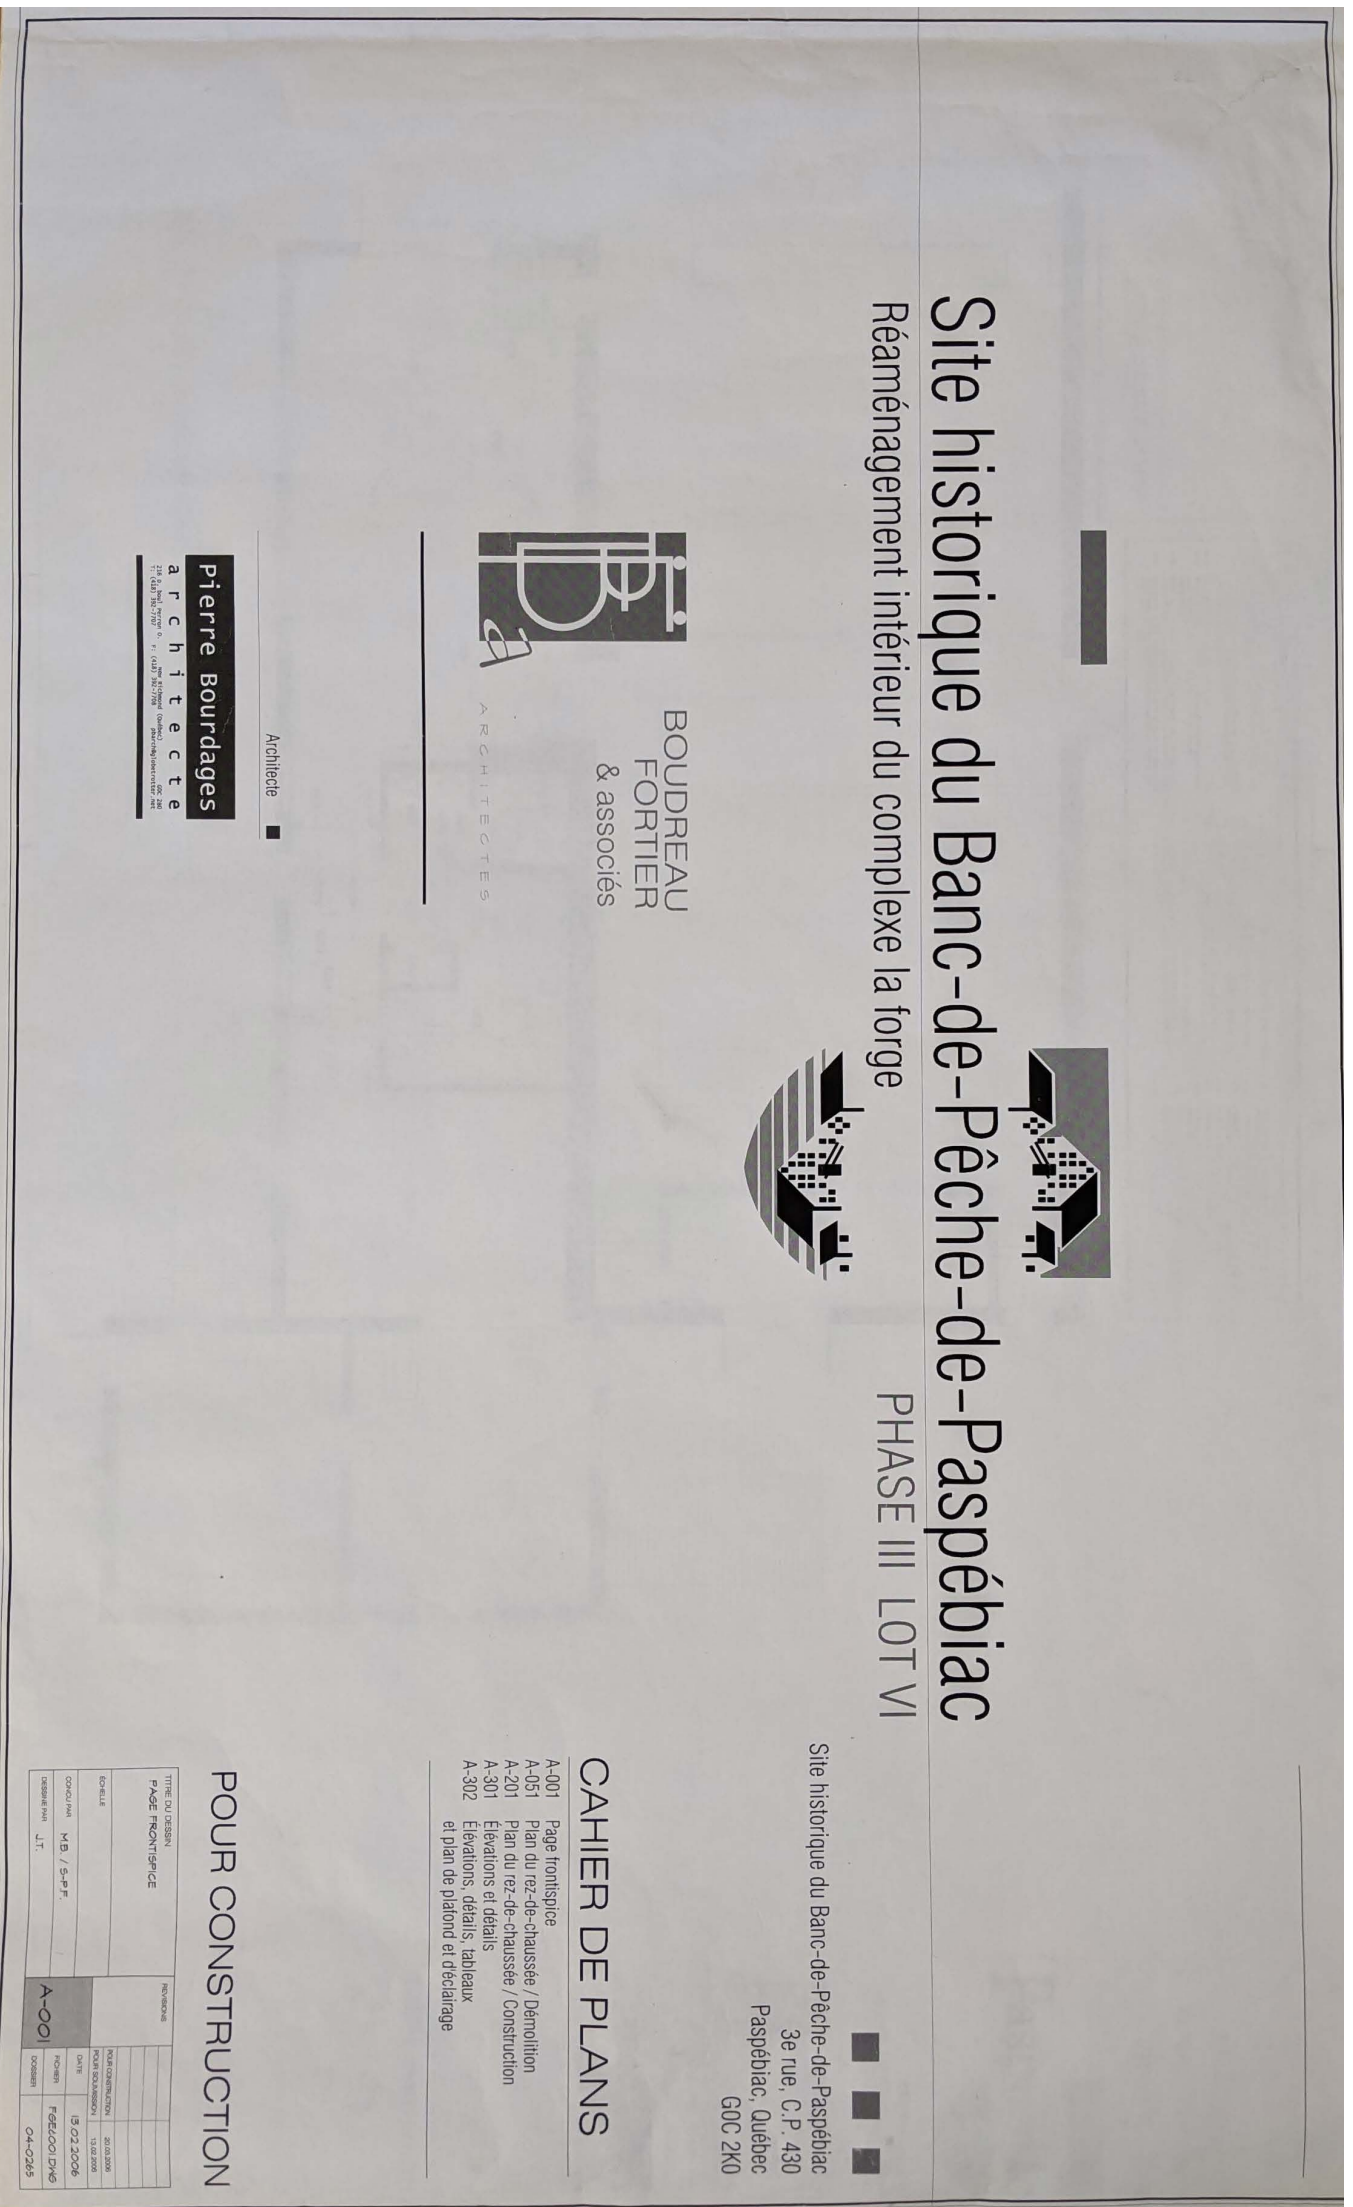 Site historique du Banc-de-Pêche-de-Paspébiac
Réaménagement intérieur du complexe la forge
PHASE III LOT VI
BOUDREAU
FORTIER
& associés
ARCHITECTES
Architecte
Pierre Bourdages
architecte
Site historique du Banc-de-Pêche-de-Paspébiac
3e rue, C.P. 430
Paspébiac, Québec
G0C 2K0
CAHIER DE PLANS
A-001 Page frontispice
A-051 Plan du rez-de-chaussée / Démolition
A-201 Plan du rez-de-chaussée / Construction
A-301 Élévations et détails
A-302 Élévations, détails, tableaux
et plan de plafond et d'éclairage
POUR CONSTRUCTION
TITRE DU DESSIN
PAGE FRONTISPICE
RÉVISIONS
POUR CONSTRUCTION 20.03.2006
POUR SOUMISSION 13.02.2006
ÉCHELLE
DATE 13.02.2006
CONÇU PAR M.B. / S-P.F.
FICHIER
DESSINÉ PAR J.T.
A-001
DOSSIER 04-0265